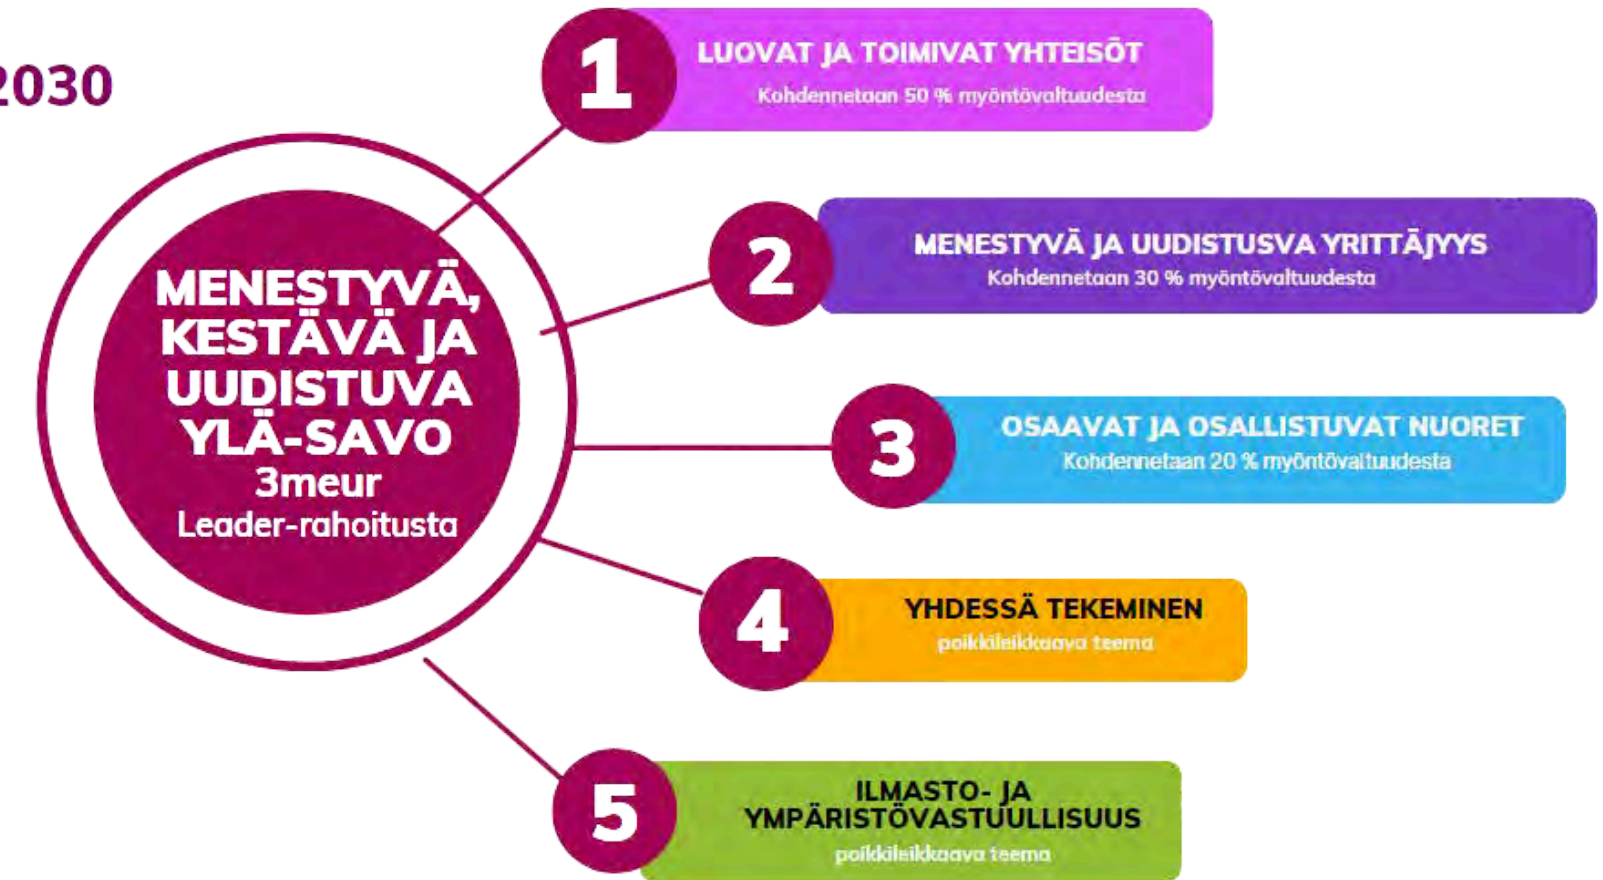 2030
1
LUOVAT JA TOIMIVAT YHTEISÖT
Kohdennetaan 50 % myöntövaltuudesta
2
MENESTYVÄ JA UUDISTUSVA YRITTÄJYYS
Kohdennetaan 30 % myöntövaltuudesta
MENESTYVÄ,
KESTÄVÄ JA
UUDISTUVA
YLÄ-SAVO
3meur
Leader-rahoitusta
3
OSAAVAT JA OSALLISTUVAT NUORET
Kohdennetaan 20 % myöntövaltuudesta
4
YHDESSÄ TEKEMINEN
poikkileikkaava teema
5
ILMASTO- JA
YMPÄRISTÖVASTUULLISUUS
poikkileikkaava teema